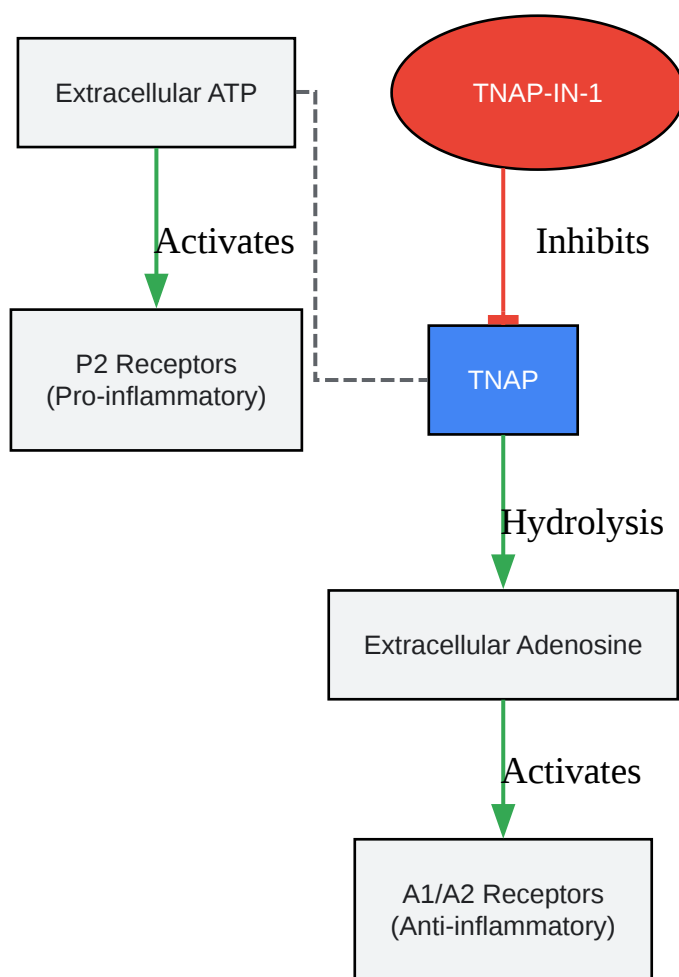 Extracellular ATP
TNAP-IN-1
Activates
Inhibits
P2 Receptors
(Pro-inflammatory)
TNAP
Hydrolysis
Extracellular Adenosine
Activates
A1/A2 Receptors
(Anti-inflammatory)